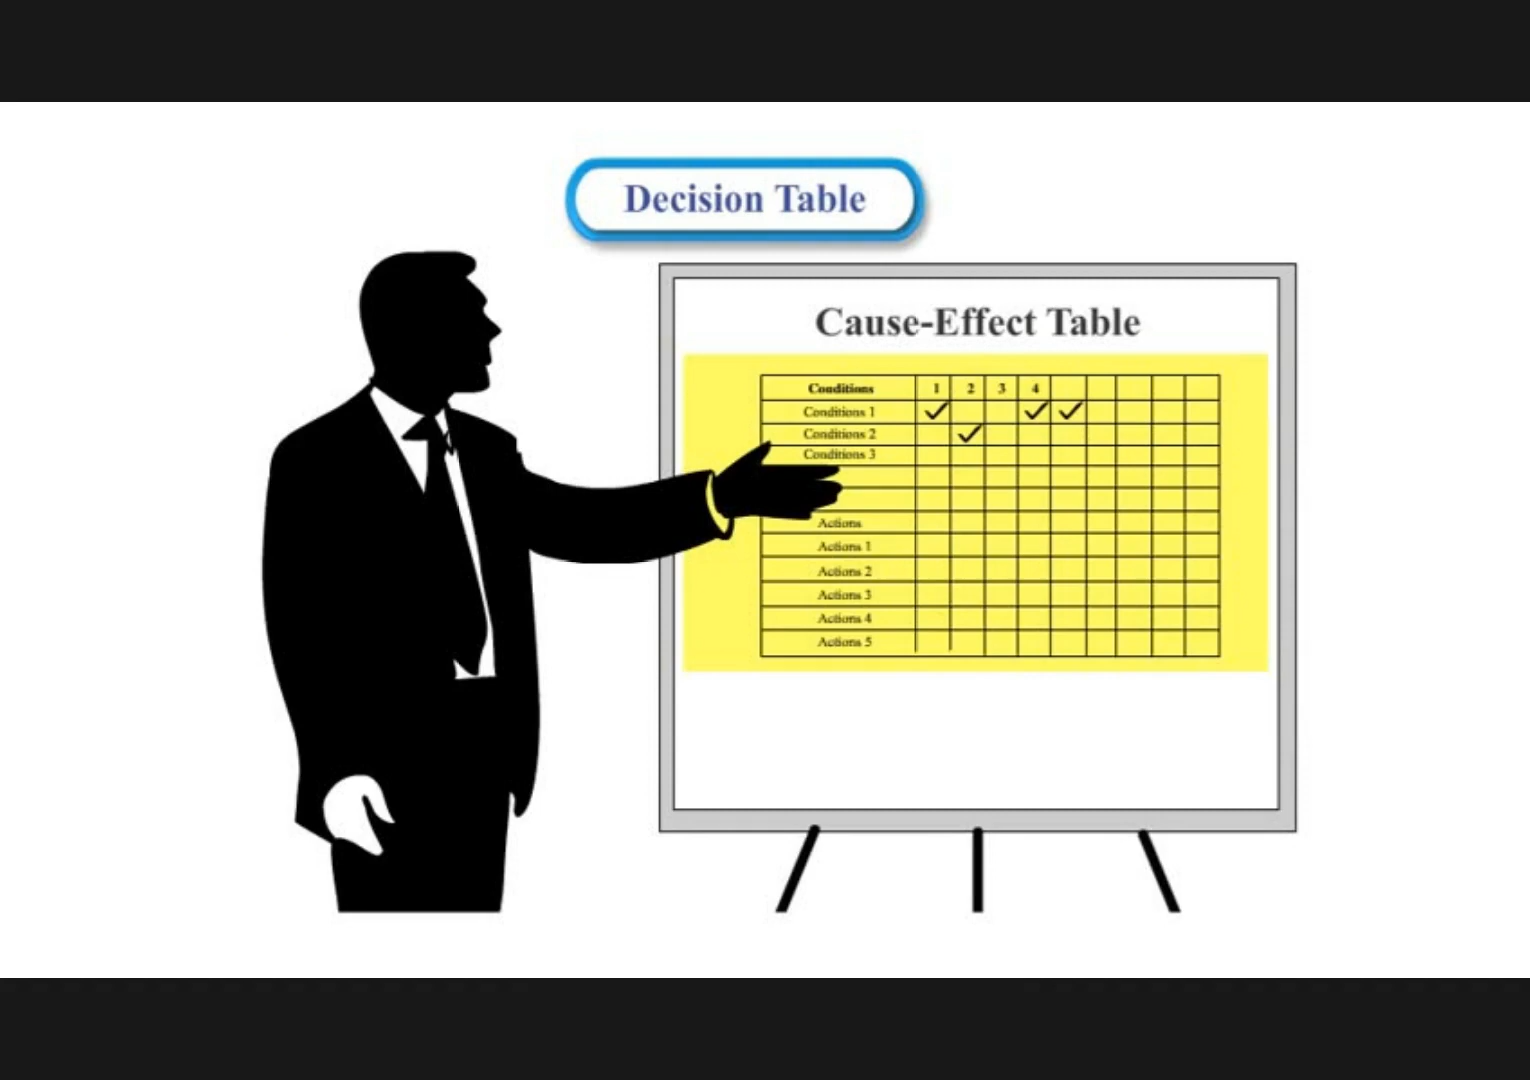 Decision Table
Cause-Effect Table
Conditions 1 2 3 4
Conditions 1
Conditions 2
Conditions 3
Actions
Actions 1
Actions 2
Actions 3
Actions 4
Actions 5